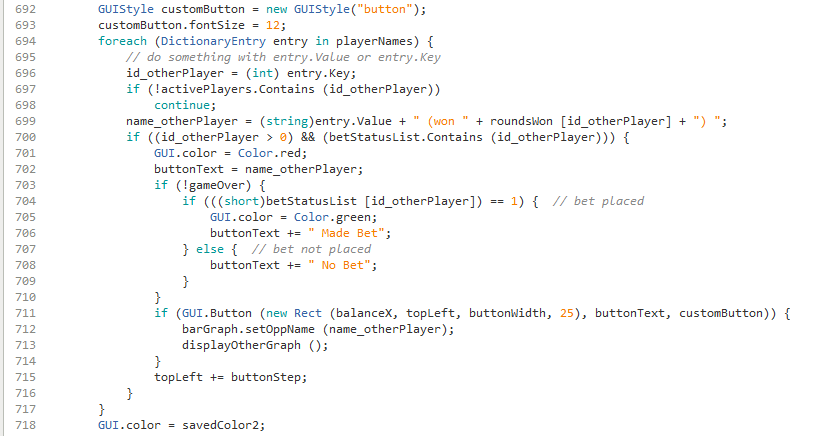 692 GUIStyle customButton = new GUIStyle("button");
693 customButton.fontSize = 12;
694 foreach (DictionaryEntry entry in playerNames) {
695 // do something with entry.Value or entry.Key
696 id_otherPlayer = (int) entry.Key;
697 if (!activePlayers.Contains (id_otherPlayer))
698 continue;
699 name_otherPlayer = (string)entry.Value + " (won " + roundsWon [id_otherPlayer] + ") ";
700 if ((id_otherPlayer > 0) && (betStatusList.Contains (id_otherPlayer))) {
701 GUI.color = Color.red;
702 buttonText = name_otherPlayer;
703 if (!gameOver) {
704 if (((short)betStatusList [id_otherPlayer]) == 1) { // bet placed
705 GUI.color = Color.green;
706 buttonText += " Made Bet";
707 } else { // bet not placed
708 buttonText += " No Bet";
709 }
710 }
711 if (GUI.Button (new Rect (balanceX, topLeft, buttonWidth, 25), buttonText, customButton)) {
712 barGraph.setOppName (name_otherPlayer);
713 displayOtherGraph ();
714 }
715 topLeft += buttonStep;
716 }
717 }
718 GUI.color = savedColor2;